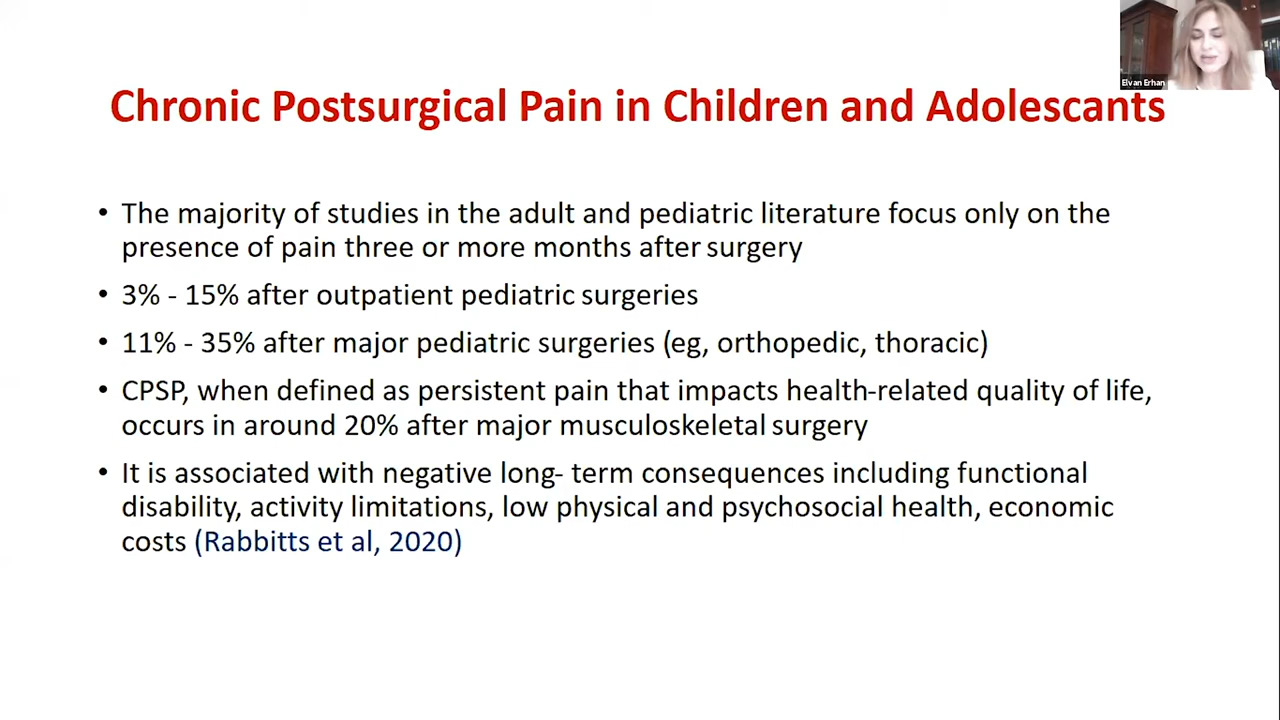 Elvan Erhan
Chronic Postsurgical Pain in Children and Adolescants
• The majority of studies in the adult and pediatric literature focus only on the
presence of pain three or more months after surgery
• 3% - 15% after outpatient pediatric surgeries
• 11% - 35% after major pediatric surgeries (eg, orthopedic, thoracic)
• CPSP, when defined as persistent pain that impacts health-related quality of life,
occurs in around 20% after major musculoskeletal surgery
• It is associated with negative long- term consequences including functional
disability, activity limitations, low physical and psychosocial health, economic
costs (Rabbitts et al, 2020)